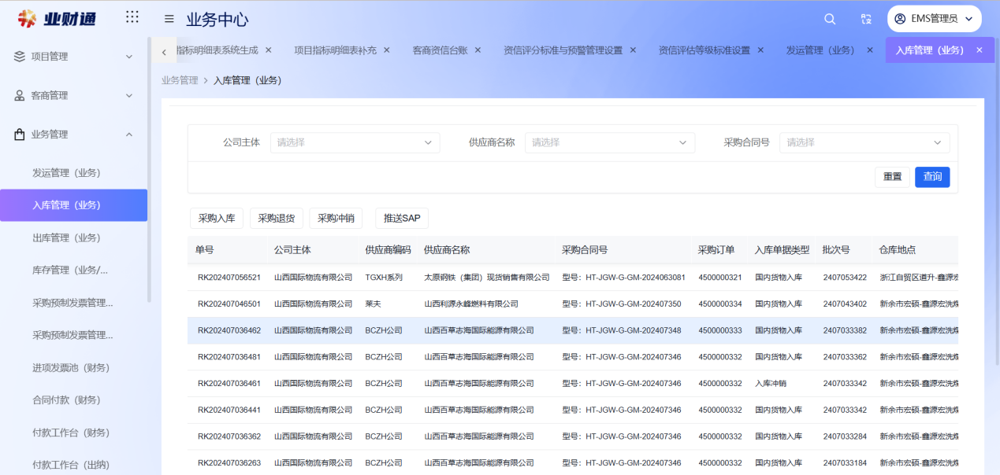 业财通
业务中心
EMS管理员
指标明细表系统生成 × 项目指标明细表补充 × 客商资信台账 × 资信评分标准与预警管理设置 × 资信评估等级标准设置 × 发运管理（业务） × 入库管理（业务） ×
业务管理 > 入库管理（业务）
项目管理
客商管理
业务管理
发运管理（业务）
入库管理（业务）
出库管理（业务）
库存管理（业务/...
采购预制发票管理...
采购预制发票管理...
进项发票池（财务）
合同付款（财务）
付款工作台（财务）
付款工作台（出纳）
公司主体 请选择 供应商名称 请选择 采购合同号 请选择
重置 查询
采购入库 采购退货 采购冲销 推送SAP
单号 公司主体 供应商编码 供应商名称 采购合同号 采购订单 入库单据类型 批次号 仓库地点
RK202407056521 山西国际物流有限公司 TGXH系列 太原钢铁（集团）现货销售有限公司 型号：HT-JGW-G-GM-2024063081 4500000321 国内货物入库 2407053422 浙江自贸区道升-鑫源宏
RK202407046501 山西国际物流有限公司 莱夫 山西利源永峰燃料有限公司 型号：HT-JGW-G-GM-202407350 4500000334 国内货物入库 2407043402 新余市宏硕-鑫源宏洗煤
RK202407036462 山西国际物流有限公司 BCZH公司 山西百草志海国际能源有限公司 型号：HT-JGW-G-GM-202407348 4500000333 国内货物入库 2407033382 新余市宏硕-鑫源宏洗煤
RK202407036481 山西国际物流有限公司 BCZH公司 山西百草志海国际能源有限公司 型号：HT-JGW-G-GM-202407346 4500000332 国内货物入库 2407033362 新余市宏硕-鑫源宏洗煤
RK202407036461 山西国际物流有限公司 BCZH公司 山西百草志海国际能源有限公司 型号：HT-JGW-G-GM-202407346 4500000332 入库冲销 2407033342 新余市宏硕-鑫源宏洗煤
RK202407036441 山西国际物流有限公司 BCZH公司 山西百草志海国际能源有限公司 型号：HT-JGW-G-GM-202407346 4500000332 国内货物入库 2407033342 新余市宏硕-鑫源宏洗煤
RK202407036362 山西国际物流有限公司 BCZH公司 山西百草志海国际能源有限公司 型号：HT-JGW-G-GM-202407346 4500000332 国内货物入库 2407033284 新余市宏硕-鑫源宏洗煤
RK202407036263 山西国际物流有限公司 BCZH公司 山西百草志海国际能源有限公司 型号：HT-JGW-G-GM-202407346 4500000332 国内货物入库 2407033184 新余市宏硕-鑫源宏洗煤